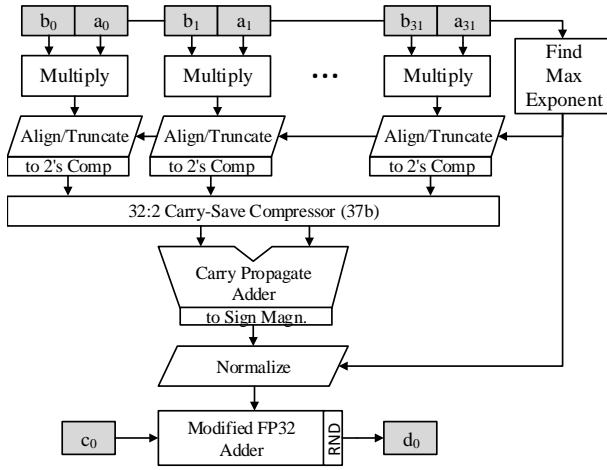 b0 a0 b1 a1 b31 a31
Multiply Multiply ••• Multiply
Find
Max
Exponent
Align/Truncate Align/Truncate Align/Truncate
to 2's Comp to 2's Comp to 2's Comp
32:2 Carry-Save Compressor (37b)
Carry Propagate
Adder
to Sign Magn.
Normalize
c0
Modified FP32
Adder
RND
d0